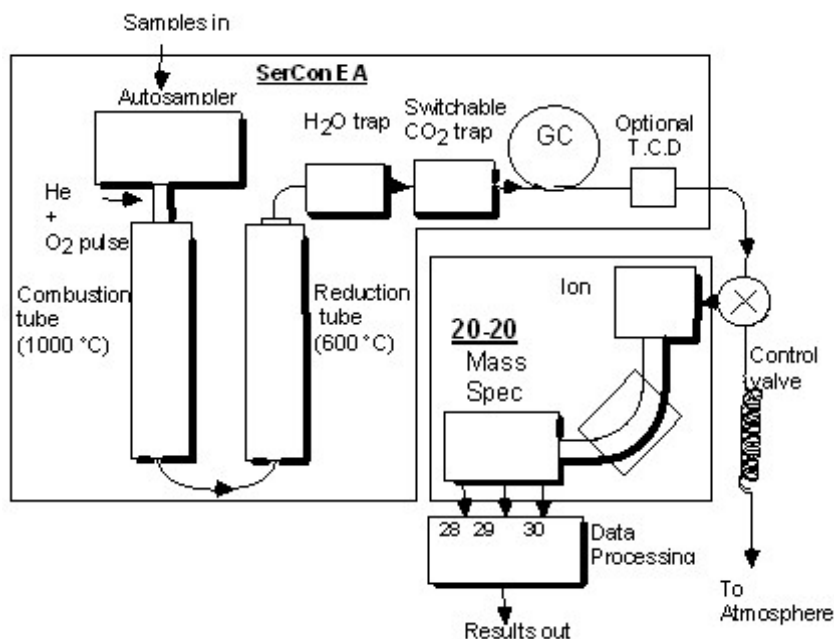 Samples in
SerCon EA
Autosampler
H2O trap
Switchable
CO2 trap
GC
Optional
T.C.D
He
+
O2 pulse
Combustion
tube
(1000 °C)
Reduction
tube
(600 °C)
Ion
20-20
Mass
Spec
Control
valve
28 29 30
Data
Processing
To
Atmosphere
Results out